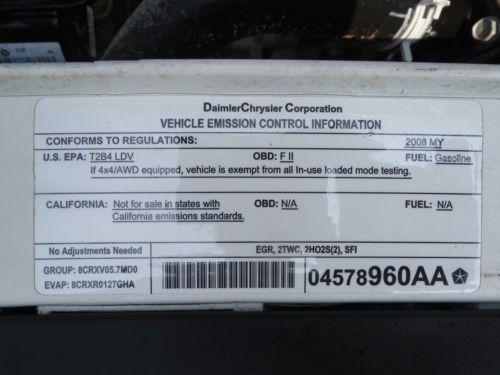 DaimlerChrysler Corporation
VEHICLE EMISSION CONTROL INFORMATION
CONFORMS TO REGULATIONS: 2008 MY
U.S. EPA: T2B4 LDV OBD: F II FUEL: Gasoline
If 4x4/AWD equipped, vehicle is exempt from all In-use loaded mode testing.
CALIFORNIA: Not for sale in states with California emissions standards. OBD: N/A FUEL: N/A
No Adjustments Needed EGR, 2TWC, 2HO2S(2), SFI
GROUP: 8CRXV05.7MD0
EVAP: 8CRXR0127GHA
04578960AA